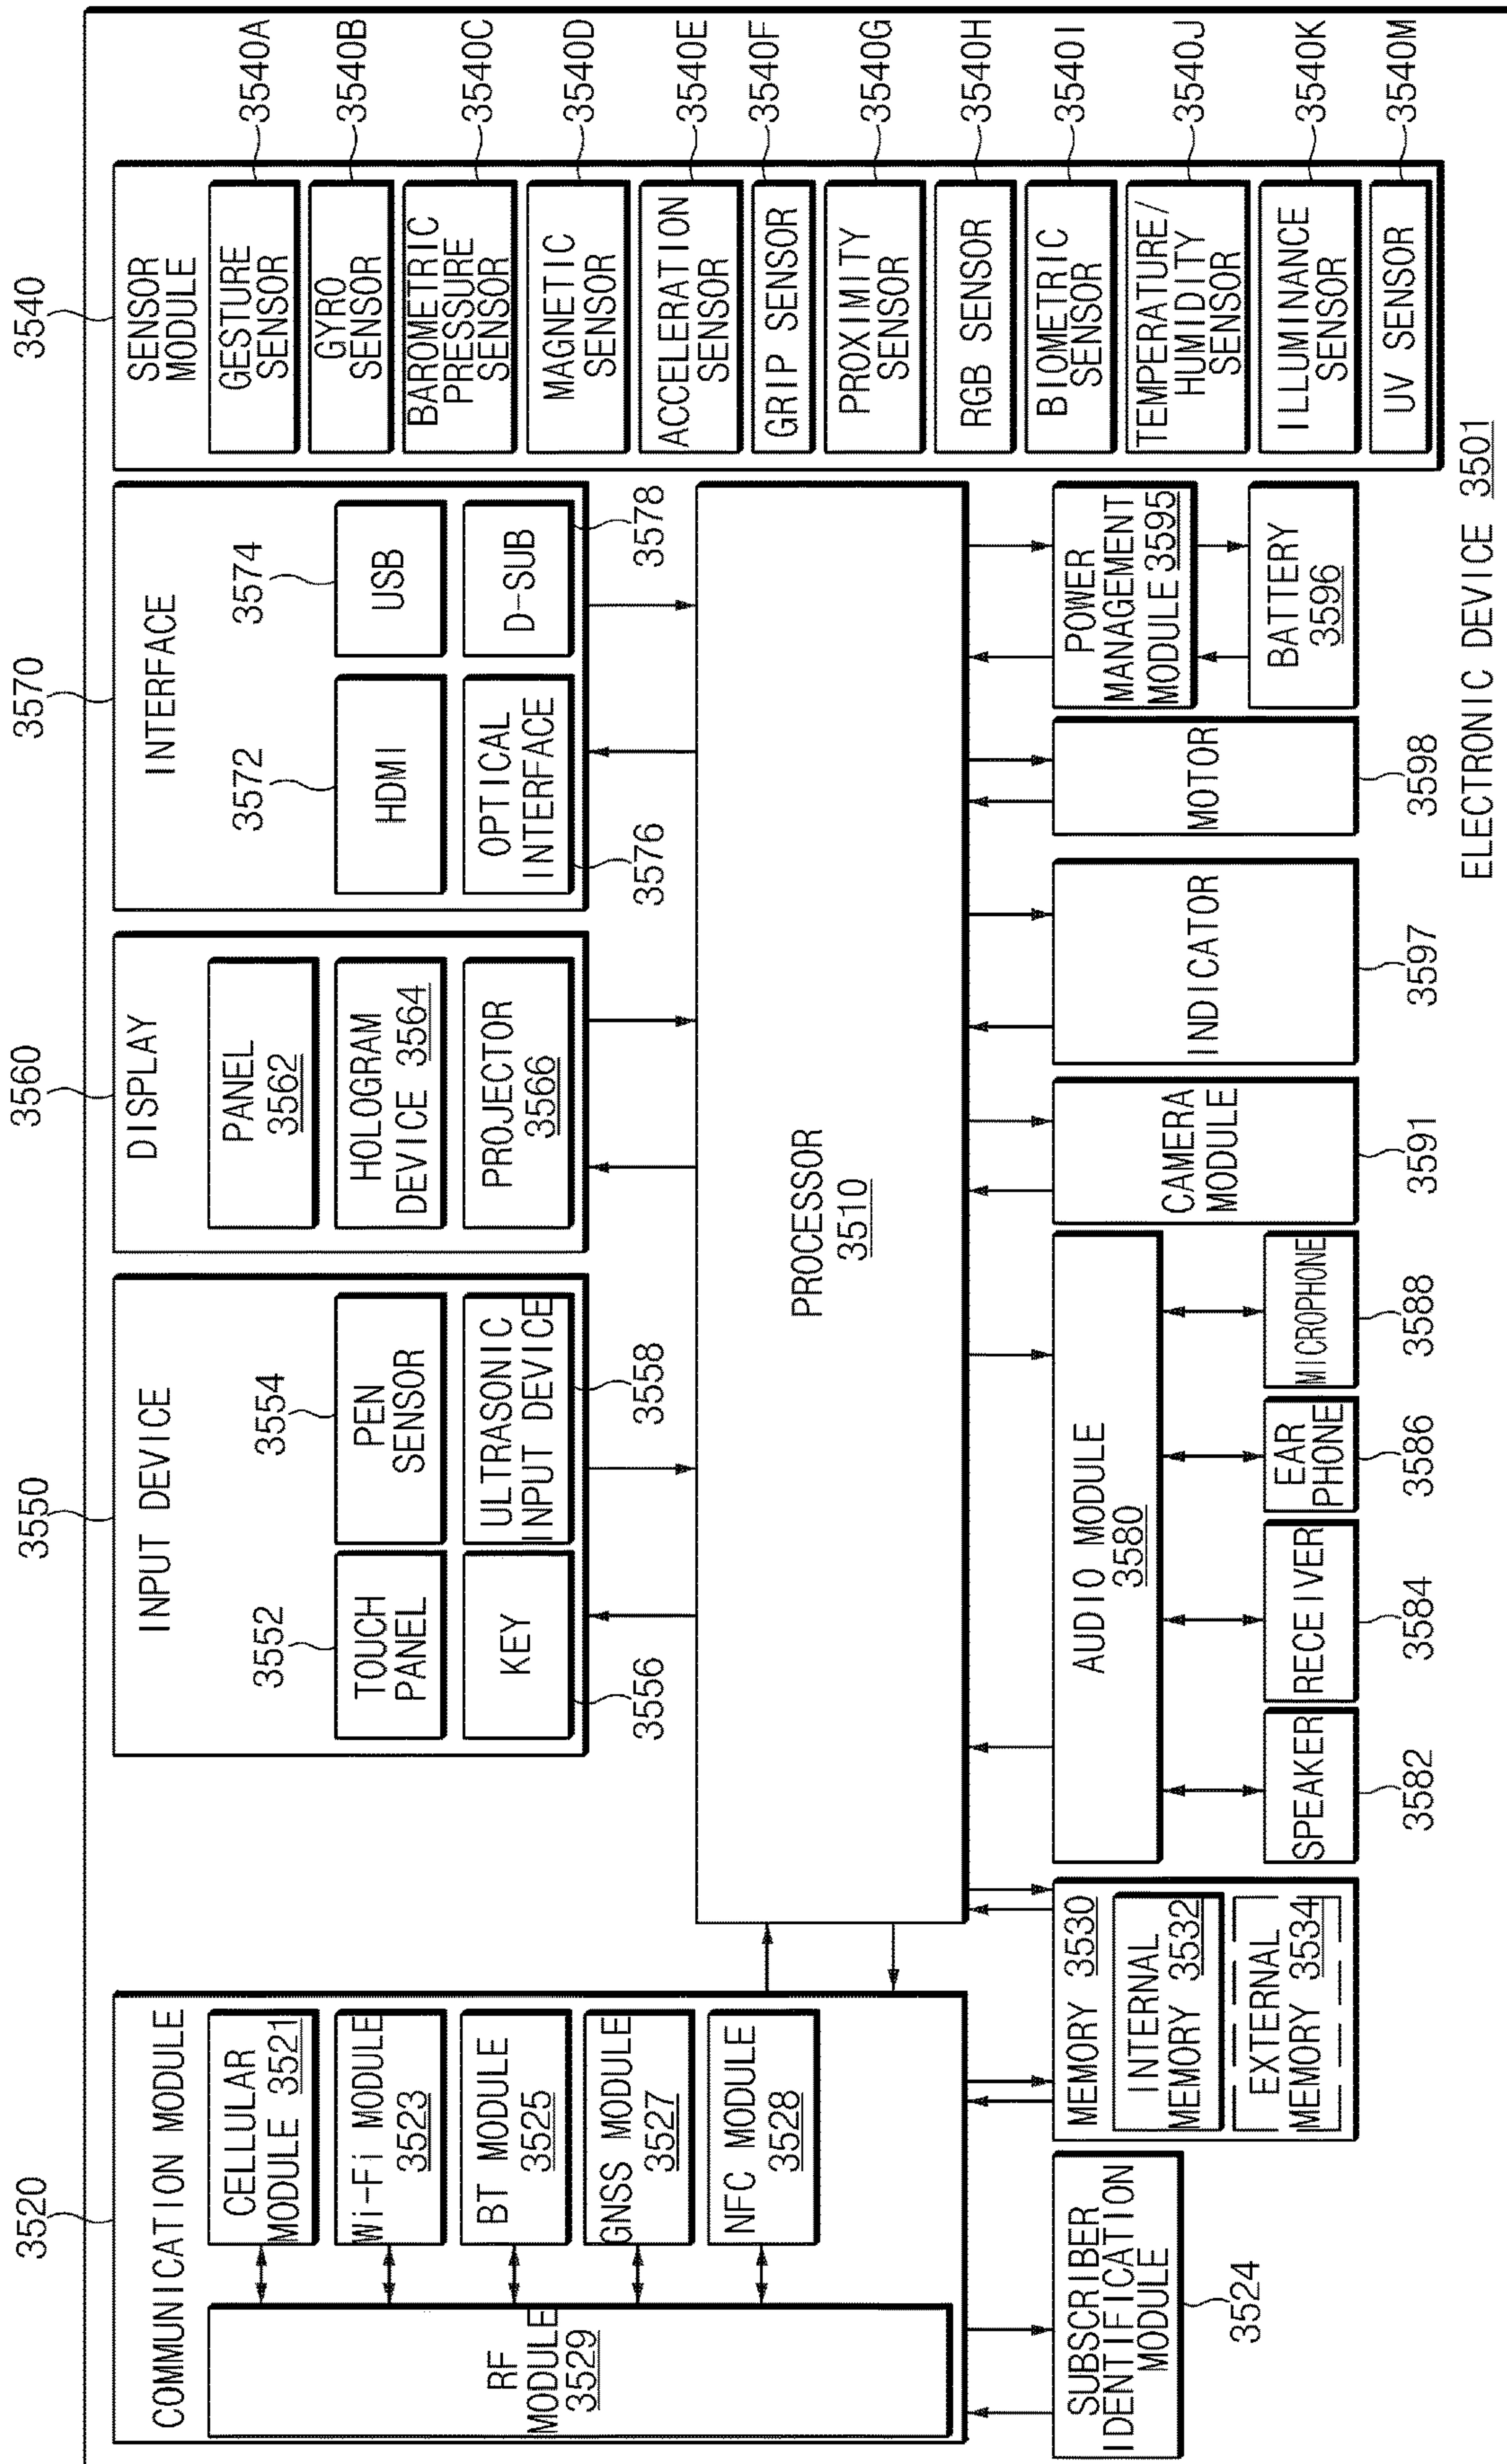 3520
COMMUNICATION MODULE
CELLULAR
MODULE 3521
Wi-Fi MODULE
3523
BT MODULE
3525
GNSS MODULE
3527
NFC MODULE
3528
RF
MODULE
3529
3550
INPUT DEVICE
3552
TOUCH
PANEL
3554
PEN
SENSOR
KEY
3556
ULTRASONIC
INPUT DEVICE
3558
3560
DISPLAY
PANEL
3562
HOLOGRAM
DEVICE 3564
PROJECTOR
3566
3570
INTERFACE
3572
HDMI
3574
USB
OPTICAL
INTERFACE
3576
D-SUB
3578
3540
SENSOR
MODULE
GESTURE
SENSOR
3540A
GYRO
SENSOR
3540B
BAROMETRIC
PRESSURE
SENSOR
3540C
MAGNETIC
SENSOR
3540D
ACCELERATION
SENSOR
3540E
GRIP SENSOR
3540F
PROXIMITY
SENSOR
3540G
RGB SENSOR
3540H
BIOMETRIC
SENSOR
3540I
TEMPERATURE/
HUMIDITY
SENSOR
3540J
ILLUMINANCE
SENSOR
3540K
UV SENSOR
3540M
PROCESSOR
3510
SUBSCRIBER
IDENTIFICATION
MODULE
3524
MEMORY 3530
INTERNAL
MEMORY 3532
EXTERNAL
MEMORY 3534
AUDIO MODULE
3580
SPEAKER
3582
RECEIVER
3584
EAR
PHONE
3586
MICROPHONE
3588
CAMERA
MODULE
3591
INDICATOR
3597
MOTOR
3598
POWER
MANAGEMENT
MODULE 3595
BATTERY
3596
ELECTRONIC DEVICE 3501